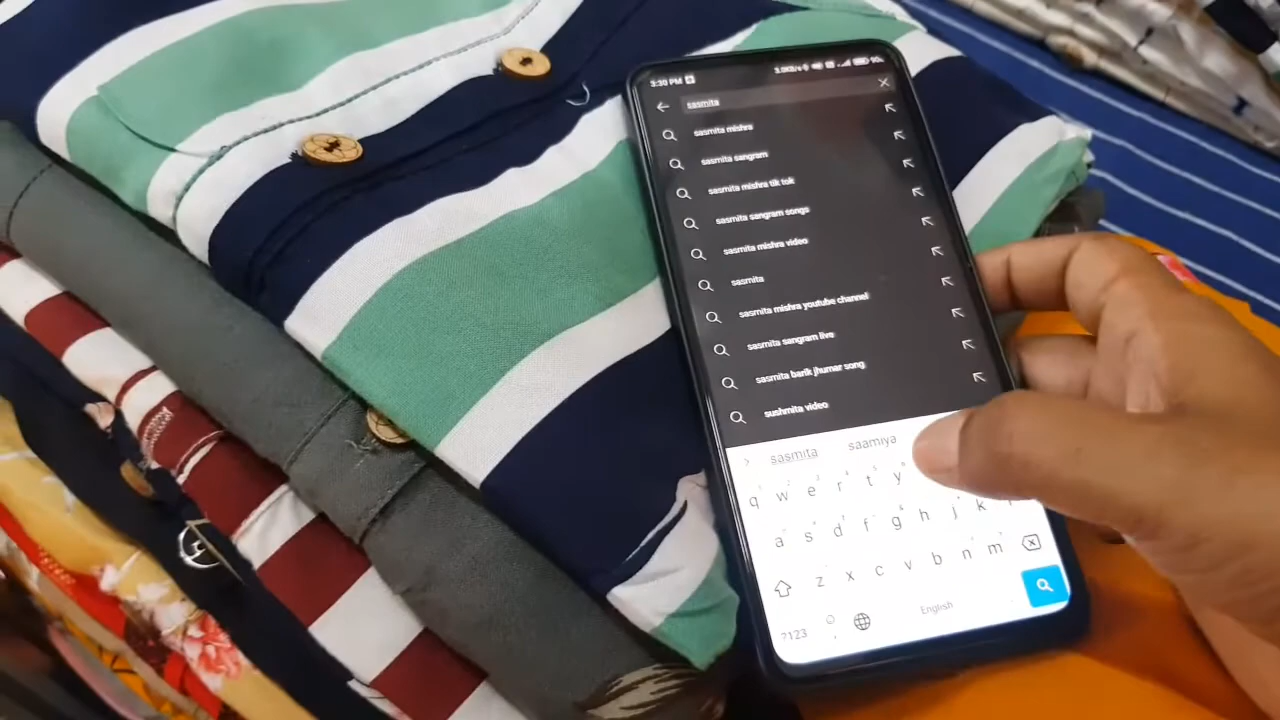 3:30 PM
sasmita
sasmita mishra
sasmita sangram
sasmita mishra tik tok
sasmita sangram songs
sasmita mishra video
sasmita
sasmita mishra youtube channel
sasmita sangram live
sasmita barik jhumar song
sushmita video
sasmita saamiya
q w e r t y
a s d f g h j k
z x c v b n m
?123 , English